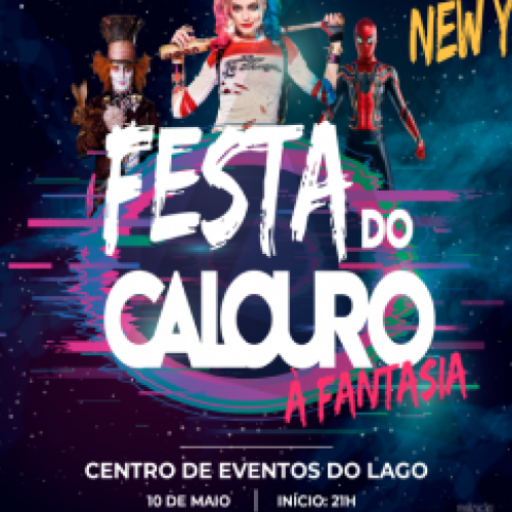 NEW Y
FESTA DO
CALOURO
À FANTASIA
CENTRO DE EVENTOS DO LAGO
10 DE MAIO | INÍCIO: 21H